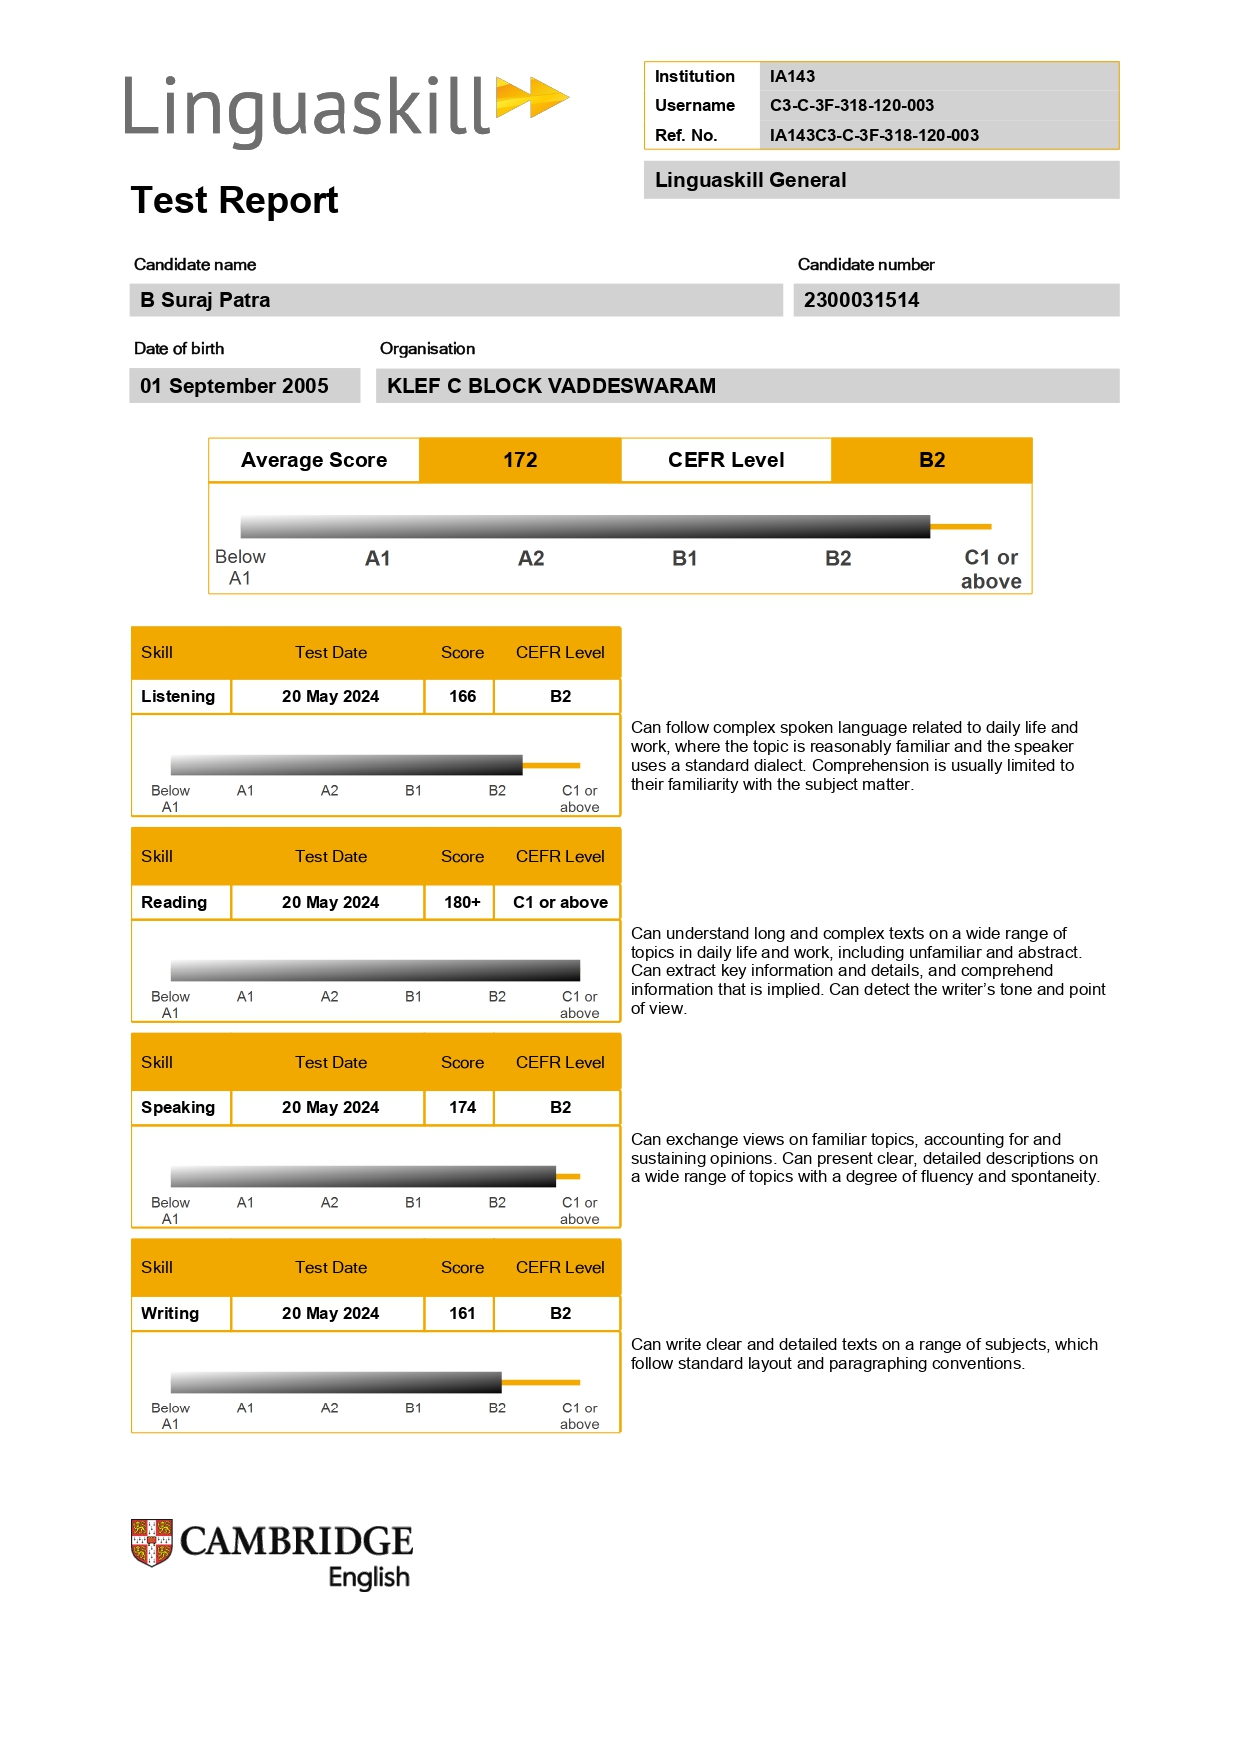 Linguaskill
Institution IA143
Username C3-C-3F-318-120-003
Ref. No. IA143C3-C-3F-318-120-003
Linguaskill General
Test Report
Candidate name Candidate number
B Suraj Patra 2300031514
Date of birth Organisation
01 September 2005 KLEF C BLOCK VADDESWARAM
Average Score 172 CEFR Level B2
Below A1 A1 A2 B1 B2 C1 or above
Skill Test Date Score CEFR Level
Listening 20 May 2024 166 B2
Below A1 A1 A2 B1 B2 C1 or above
Can follow complex spoken language related to daily life and
work, where the topic is reasonably familiar and the speaker
uses a standard dialect. Comprehension is usually limited to
their familiarity with the subject matter.
Skill Test Date Score CEFR Level
Reading 20 May 2024 180+ C1 or above
Below A1 A1 A2 B1 B2 C1 or above
Can understand long and complex texts on a wide range of
topics in daily life and work, including unfamiliar and abstract.
Can extract key information and details, and comprehend
information that is implied. Can detect the writer’s tone and point
of view.
Skill Test Date Score CEFR Level
Speaking 20 May 2024 174 B2
Below A1 A1 A2 B1 B2 C1 or above
Can exchange views on familiar topics, accounting for and
sustaining opinions. Can present clear, detailed descriptions on
a wide range of topics with a degree of fluency and spontaneity.
Skill Test Date Score CEFR Level
Writing 20 May 2024 161 B2
Below A1 A1 A2 B1 B2 C1 or above
Can write clear and detailed texts on a range of subjects, which
follow standard layout and paragraphing conventions.
CAMBRIDGE
English